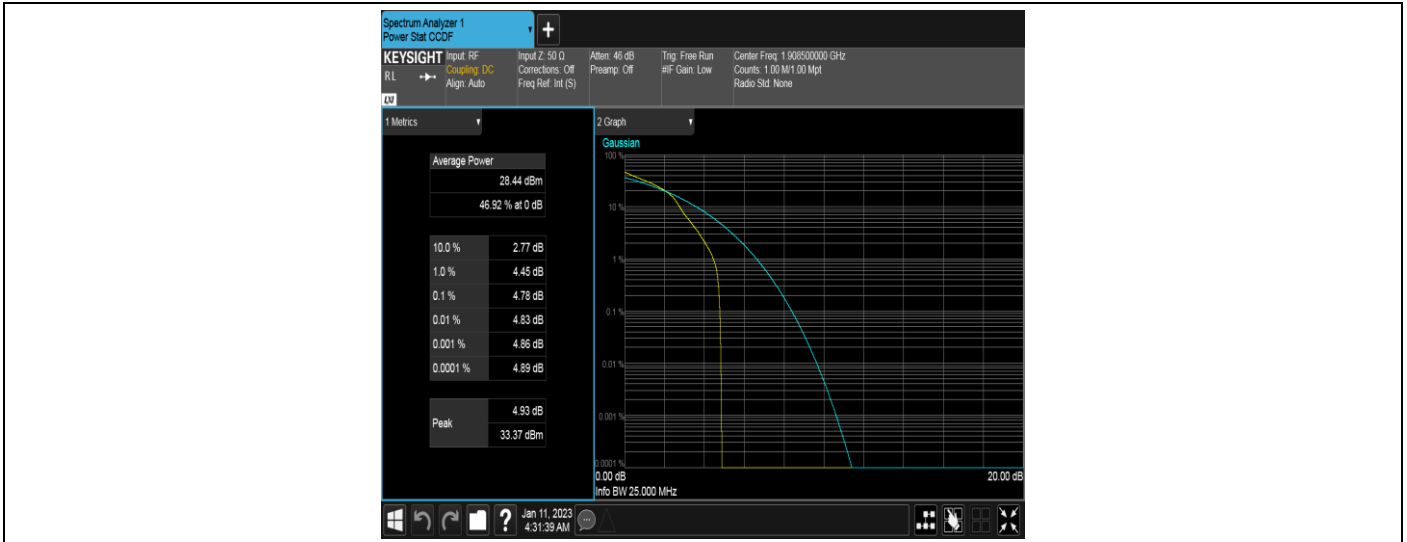 Spectrum Analyzer 1
Power Stat CCDF
+
KEYSIGHT
RL
LXI
Input: RF
Coupling: DC
Align: Auto
Input Z: 50 Ω
Corrections: Off
Freq Ref: Int (S)
Atten: 46 dB
Preamp: Off
Trig: Free Run
#IF Gain: Low
Center Freq: 1.908500000 GHz
Counts: 1.00 M/1.00 Mpt
Radio Std: None
1 Metrics
Average Power
28.44 dBm
46.92 % at 0 dB
10.0 % 2.77 dB
1.0 % 4.45 dB
0.1 % 4.78 dB
0.01 % 4.83 dB
0.001 % 4.86 dB
0.0001 % 4.89 dB
Peak
4.93 dB
33.37 dBm
2 Graph
Gaussian
100 %
10 %
1 %
0.1 %
0.01 %
0.001 %
0.0001 %
0.00 dB 20.00 dB
Info BW 25.000 MHz
?
Jan 11, 2023
4:31:39 AM